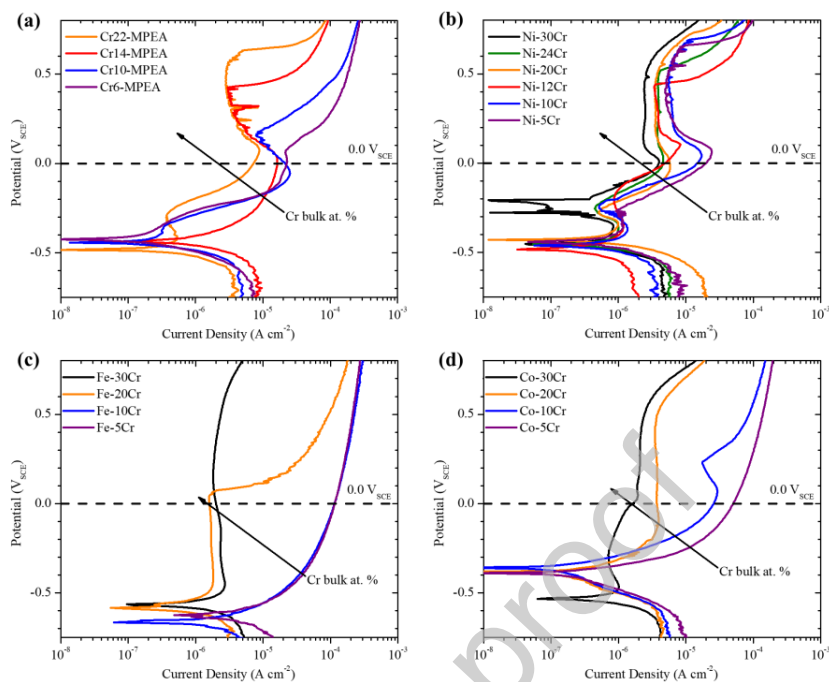 (a)
Cr22-MPEA
Cr14-MPEA
Cr10-MPEA
Cr6-MPEA
0.5
0.0
-0.5
Potential (V_SCE)
0.0 V_SCE
Cr bulk at. %
10⁻⁸ 10⁻⁷ 10⁻⁶ 10⁻⁵ 10⁻⁴ 10⁻³
Current Density (A cm⁻²)
(b)
Ni-30Cr
Ni-24Cr
Ni-20Cr
Ni-12Cr
Ni-10Cr
Ni-5Cr
0.5
0.0
-0.5
Potential (V_SCE)
0.0 V_SCE
Cr bulk at. %
10⁻⁸ 10⁻⁷ 10⁻⁶ 10⁻⁵ 10⁻⁴ 10⁻³
Current Density (A cm⁻²)
(c)
Fe-30Cr
Fe-20Cr
Fe-10Cr
Fe-5Cr
0.5
0.0
-0.5
Potential (V_SCE)
0.0 V_SCE
Cr bulk at. %
10⁻⁸ 10⁻⁷ 10⁻⁶ 10⁻⁵ 10⁻⁴ 10⁻³
Current Density (A cm⁻²)
(d)
Co-30Cr
Co-20Cr
Co-10Cr
Co-5Cr
0.5
0.0
-0.5
Potential (V_SCE)
0.0 V_SCE
Cr bulk at. %
10⁻⁸ 10⁻⁷ 10⁻⁶ 10⁻⁵ 10⁻⁴ 10⁻³
Current Density (A cm⁻²)
proof